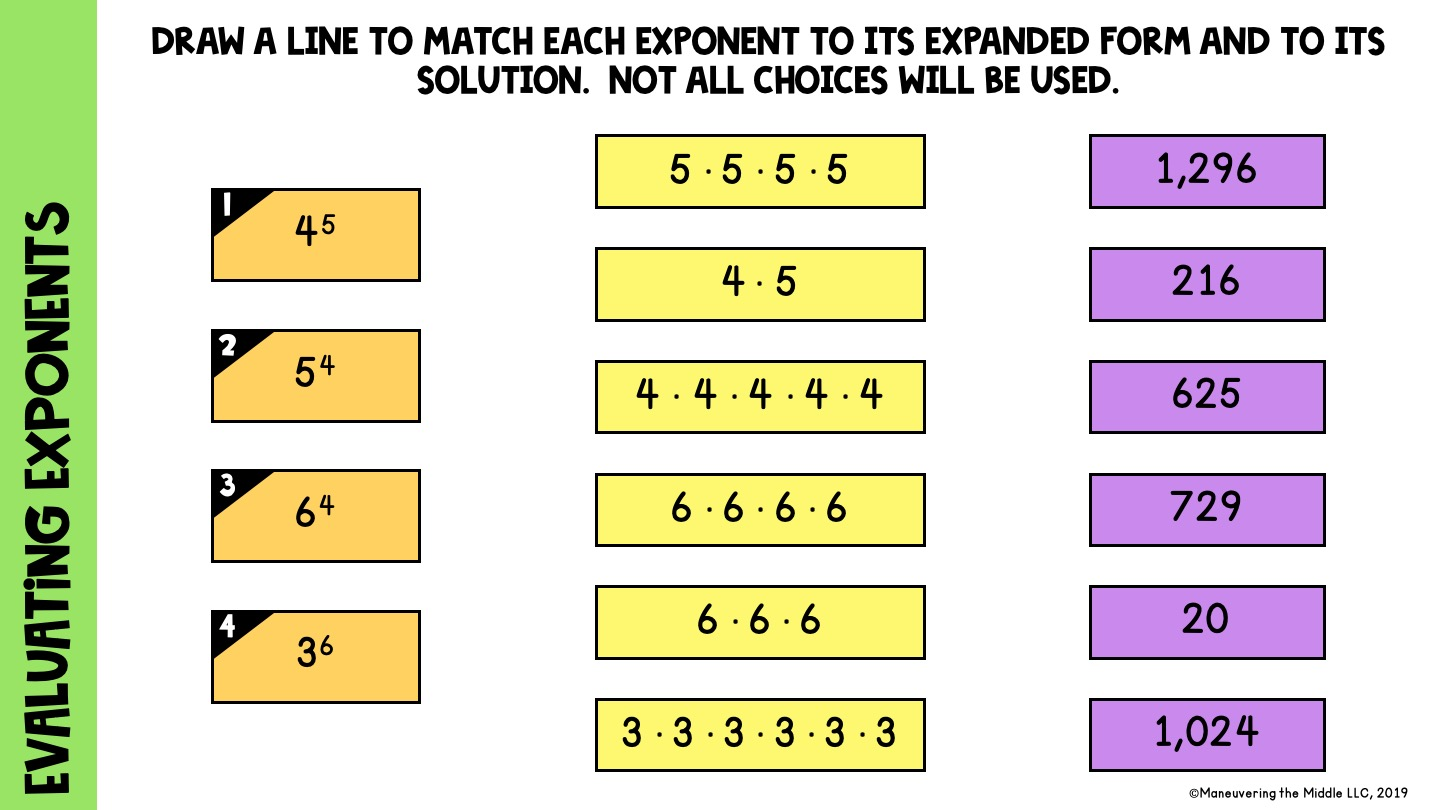 EVALUATING EXPONENTS
DRAW A LINE TO MATCH EACH EXPONENT TO ITS EXPANDED FORM AND TO ITS
SOLUTION. NOT ALL CHOICES WILL BE USED.
1
4⁵
2
5⁴
3
6⁴
4
3⁶
5 · 5 · 5 · 5
4 · 5
4 · 4 · 4 · 4 · 4
6 · 6 · 6 · 6
6 · 6 · 6
3 · 3 · 3 · 3 · 3 · 3
1,296
216
625
729
20
1,024
©Maneuvering the Middle LLC, 2019